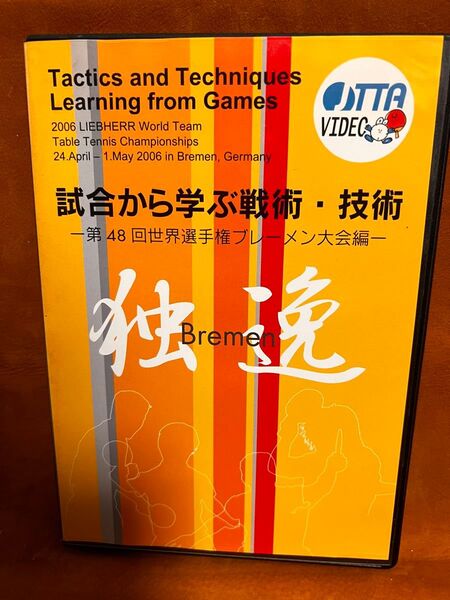 Tactics and Techniques
Learning from Games
2006 LIEBHERR World Team
Table Tennis Championships
24.April – 1.May 2006 in Bremen, Germany
JTTA
VIDEO
試合から学ぶ戦術・技術
―第48回世界選手権ブレーメン大会編―
独逸
Bremen